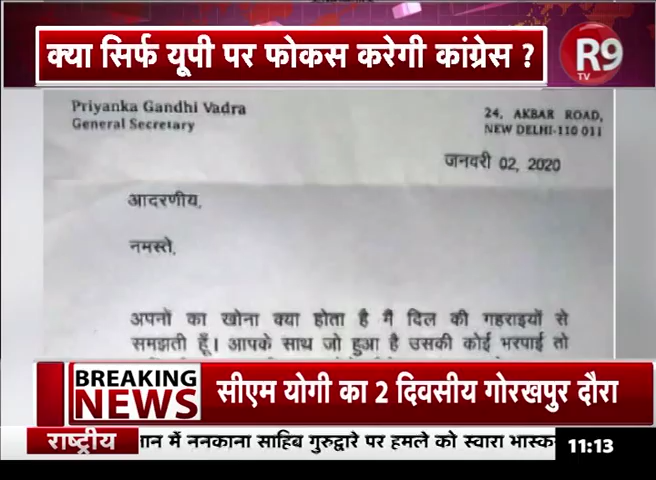 क्या सिर्फ यूपी पर फोकस करेगी कांग्रेस ?
R9
TV
Priyanka Gandhi Vadra
General Secretary
24, AKBAR ROAD,
NEW DELHI-110 011
जनवरी 02, 2020
आदरणीय,
नमस्ते,
अपनों का खोना क्या होता है मैं दिल की गहराइयों से
समझती हूँ। आपके साथ जो हुआ है उसकी कोई भरपाई तो
BREAKING
NEWS
सीएम योगी का 2 दिवसीय गोरखपुर दौरा
राष्ट्रीय
में ननकाना साहिब गुरुद्वारे पर हमले को स्वारा
11:13